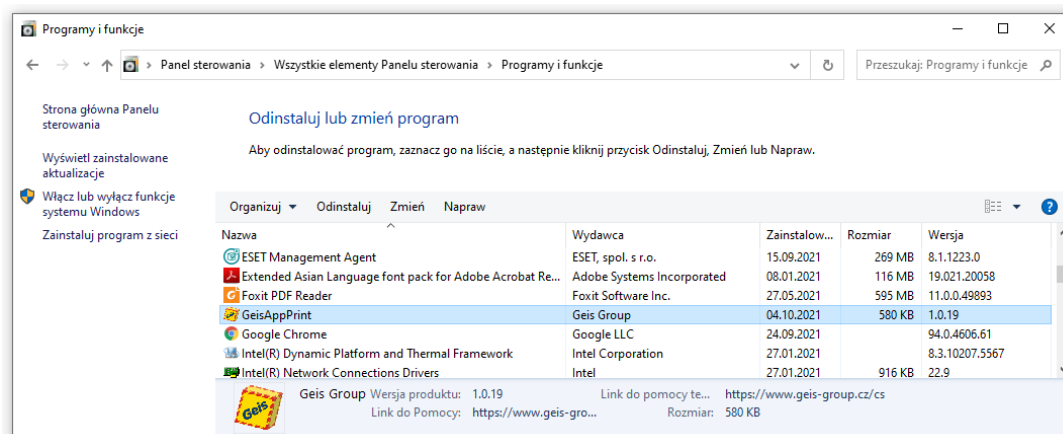 Programy i funkcje
Panel sterowania > Wszystkie elementy Panelu sterowania > Programy i funkcje
Przeszukaj: Programy i funkcje
Strona główna Panelu sterowania
Wyświetl zainstalowane aktualizacje
Włącz lub wyłącz funkcje systemu Windows
Zainstaluj program z sieci
Odinstaluj lub zmień program
Aby odinstalować program, zaznacz go na liście, a następnie kliknij przycisk Odinstaluj, Zmień lub Napraw.
Organizuj Odinstaluj Zmień Napraw
Nazwa Wydawca Zainstalow... Rozmiar Wersja
ESET Management Agent ESET, spol. s r.o. 15.09.2021 269 MB 8.1.1223.0
Extended Asian Language font pack for Adobe Acrobat Re... Adobe Systems Incorporated 08.01.2021 116 MB 19.021.20058
Foxit PDF Reader Foxit Software Inc. 27.05.2021 595 MB 11.0.0.49893
GeisAppPrint Geis Group 04.10.2021 580 KB 1.0.19
Google Chrome Google LLC 24.09.2021 94.0.4606.61
Intel(R) Dynamic Platform and Thermal Framework Intel Corporation 27.01.2021 8.3.10207.5567
Intel(R) Network Connections Drivers Intel 27.01.2021 916 KB 22.9
Geis
Geis Group Wersja produktu: 1.0.19 Link do pomocy te... https://www.geis-group.cz/cs
Link do Pomocy: https://www.geis-gro... Rozmiar: 580 KB